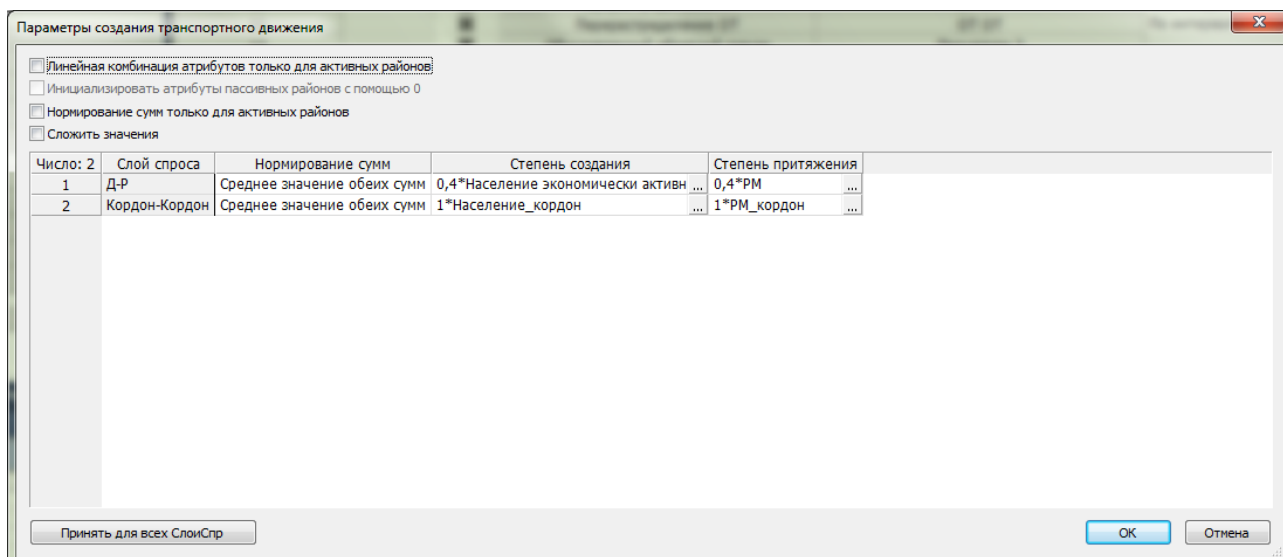 Параметры создания транспортного движения
Линейная комбинация атрибутов только для активных районов
Инициализировать атрибуты пассивных районов с помощью 0
Нормирование сумм только для активных районов
Сложить значения
Число: 2 Слой спроса Нормирование сумм Степень создания Степень притяжения
1 Д-Р Среднее значение обеих сумм 0,4*Население экономически активн ... 0,4*РМ ...
2 Кордон-Кордон Среднее значение обеих сумм 1*Население_кордон ... 1*РМ_кордон ...
Принять для всех СлоиСпр OK Отмена